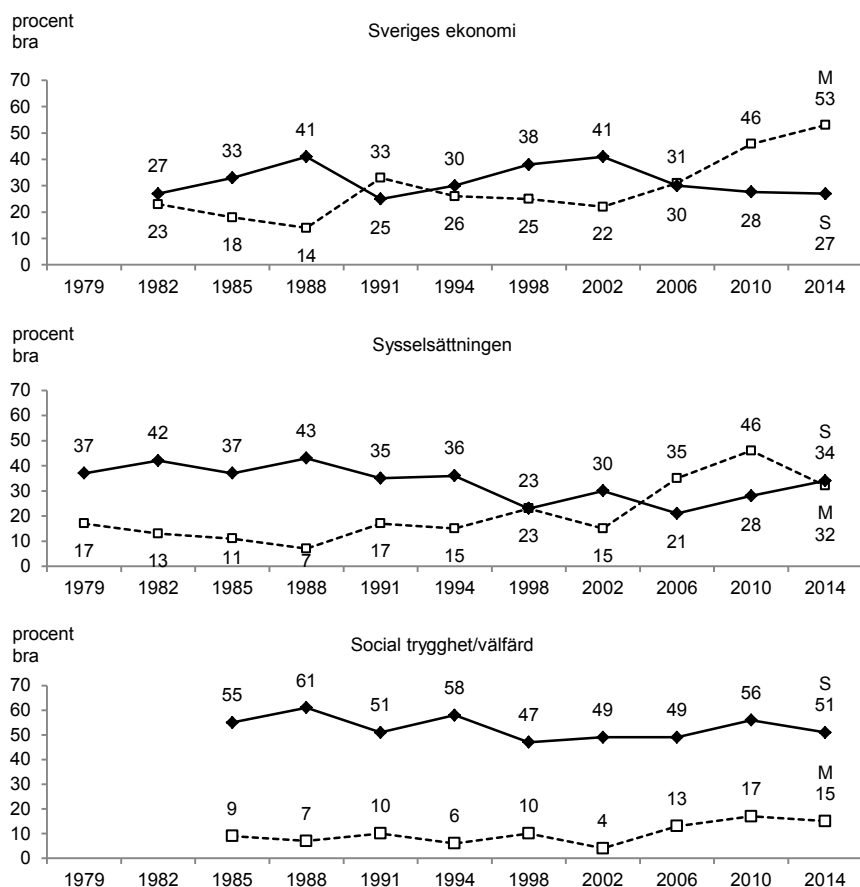 procent
bra
Sveriges ekonomi
70
60
50
40
30
20
10
0
27 33 41 33 30 38 41 31 46 M 53
23 18 14 25 26 25 22 30 28 S 27
1979 1982 1985 1988 1991 1994 1998 2002 2006 2010 2014
procent
bra
Sysselsättningen
70
60
50
40
30
20
10
0
37 42 37 43 35 36 23 30 35 46 S 34
17 13 11 7 17 15 23 15 21 28 M 32
1979 1982 1985 1988 1991 1994 1998 2002 2006 2010 2014
procent
bra
Social trygghet/välfärd
70
60
50
40
30
20
10
0
55 61 51 58 47 49 49 56 S 51
9 7 10 6 10 4 13 17 M 15
1979 1982 1985 1988 1991 1994 1998 2002 2006 2010 2014